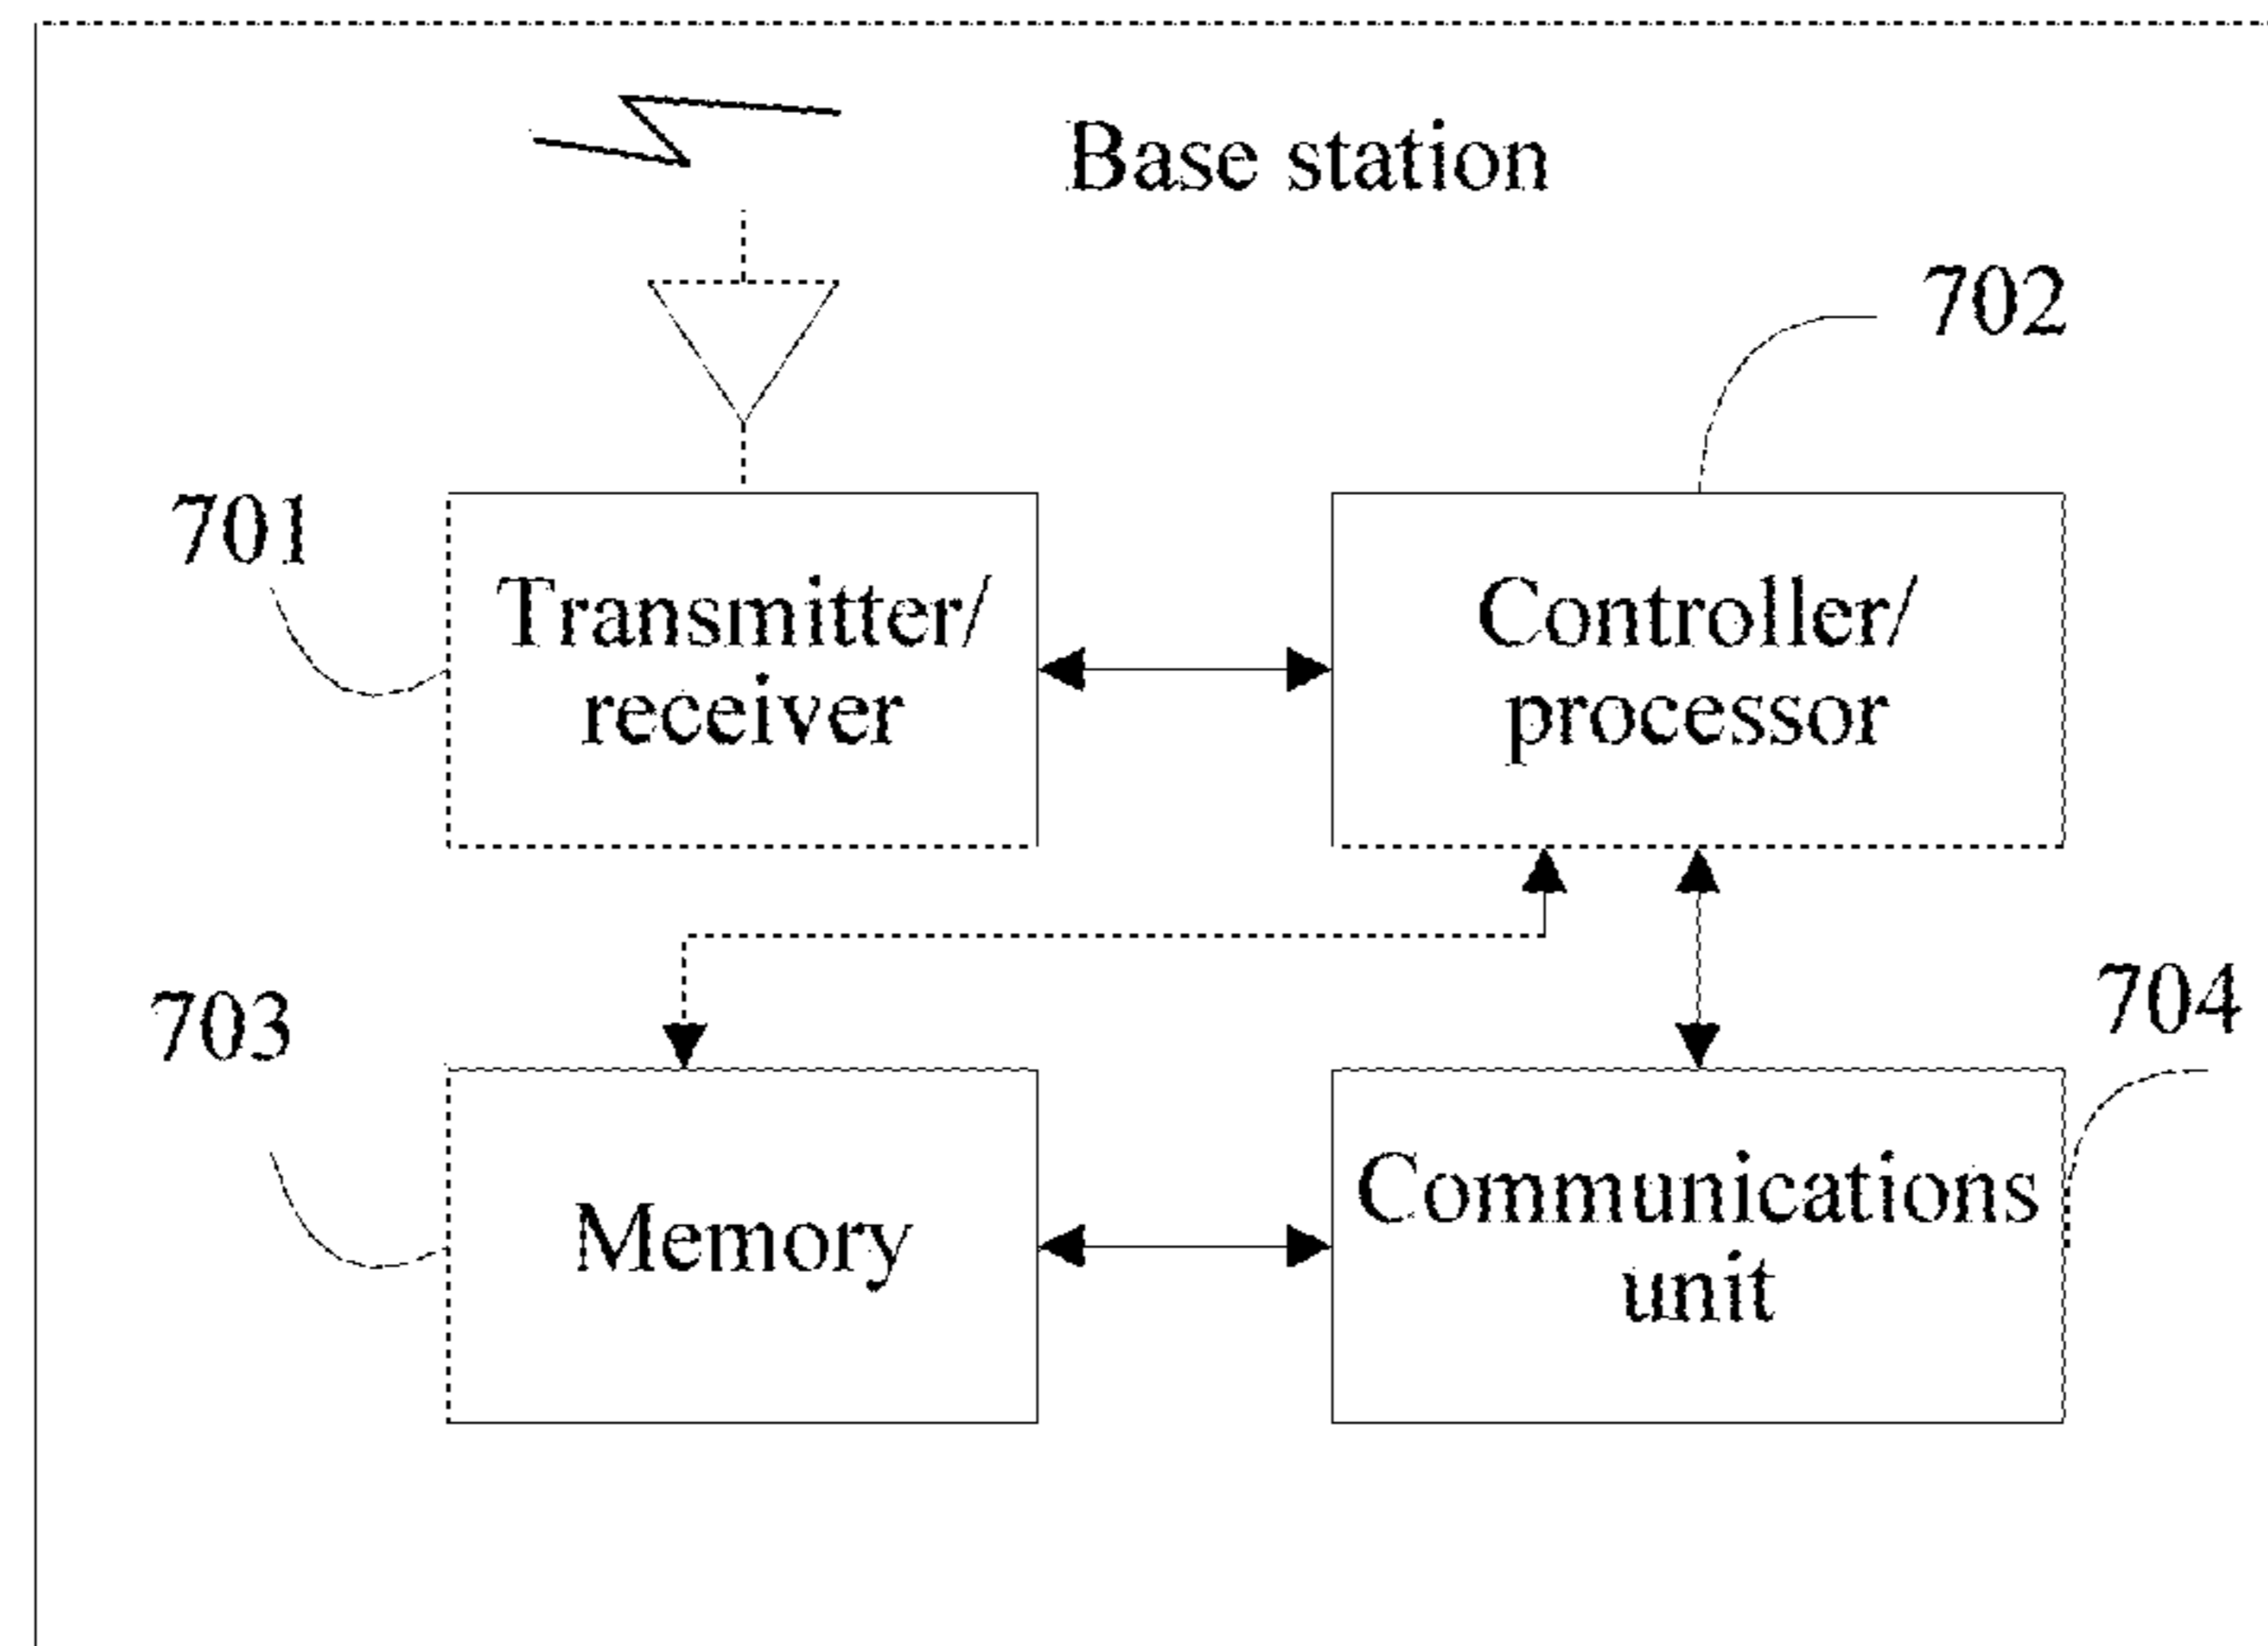 Base station
702
701
Transmitter/
receiver
Controller/
processor
703
704
Memory
Communications
unit